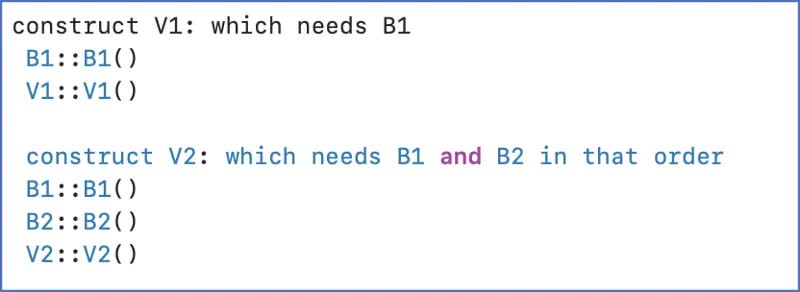 construct V1: which needs B1
B1::B1()
V1::V1()
construct V2: which needs B1 and B2 in that order
B1::B1()
B2::B2()
V2::V2()